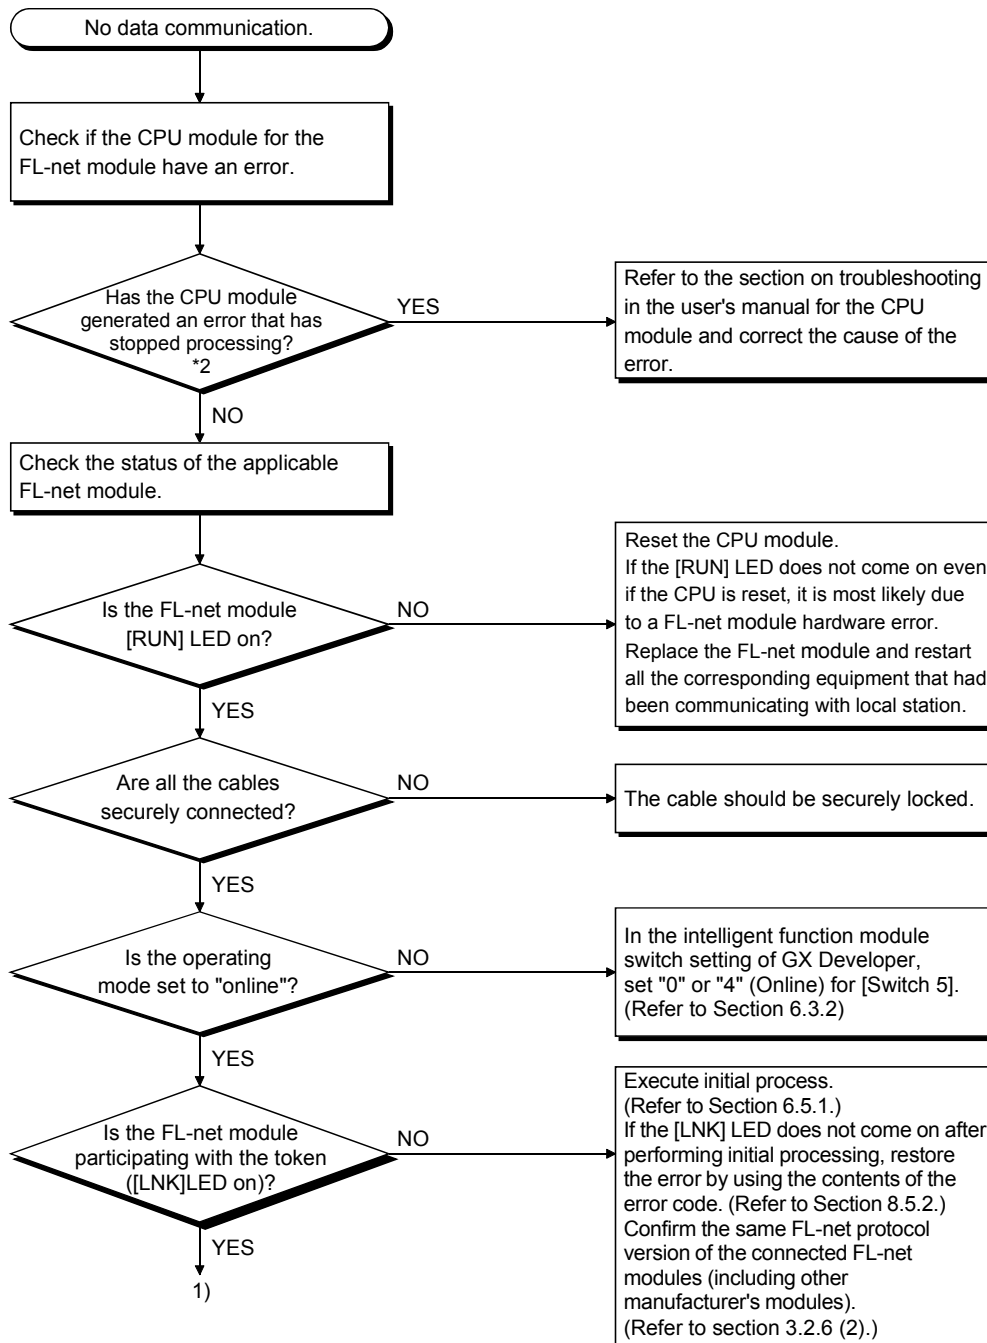 No data communication.
Check if the CPU module for the
FL-net module have an error.
Has the CPU module
generated an error that has
stopped processing?
*2
YES
Refer to the section on troubleshooting
in the user's manual for the CPU
module and correct the cause of the
error.
NO
Check the status of the applicable
FL-net module.
Is the FL-net module
[RUN] LED on?
NO
Reset the CPU module.
If the [RUN] LED does not come on even
if the CPU is reset, it is most likely due
to a FL-net module hardware error.
Replace the FL-net module and restart
all the corresponding equipment that had
been communicating with local station.
YES
Are all the cables
securely connected?
NO
The cable should be securely locked.
YES
Is the operating
mode set to "online"?
NO
In the intelligent function module
switch setting of GX Developer,
set "0" or "4" (Online) for [Switch 5].
(Refer to Section 6.3.2)
YES
Is the FL-net module
participating with the token
([LNK]LED on)?
NO
Execute initial process.
(Refer to Section 6.5.1.)
If the [LNK] LED does not come on after
performing initial processing, restore
the error by using the contents of the
error code. (Refer to Section 8.5.2.)
Confirm the same FL-net protocol
version of the connected FL-net
modules (including other
manufacturer's modules).
(Refer to section 3.2.6 (2).)
YES
1)